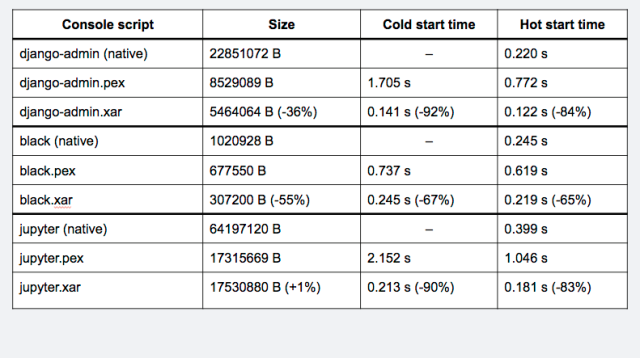 Console script Size Cold start time Hot start time
django-admin (native) 22851072 B – 0.220 s
django-admin.pex 8529089 B 1.705 s 0.772 s
django-admin.xar 5464064 B (-36%) 0.141 s (-92%) 0.122 s (-84%)
black (native) 1020928 B – 0.245 s
black.pex 677550 B 0.737 s 0.619 s
black.xar 307200 B (-55%) 0.245 s (-67%) 0.219 s (-65%)
jupyter (native) 64197120 B – 0.399 s
jupyter.pex 17315669 B 2.152 s 1.046 s
jupyter.xar 17530880 B (+1%) 0.213 s (-90%) 0.181 s (-83%)